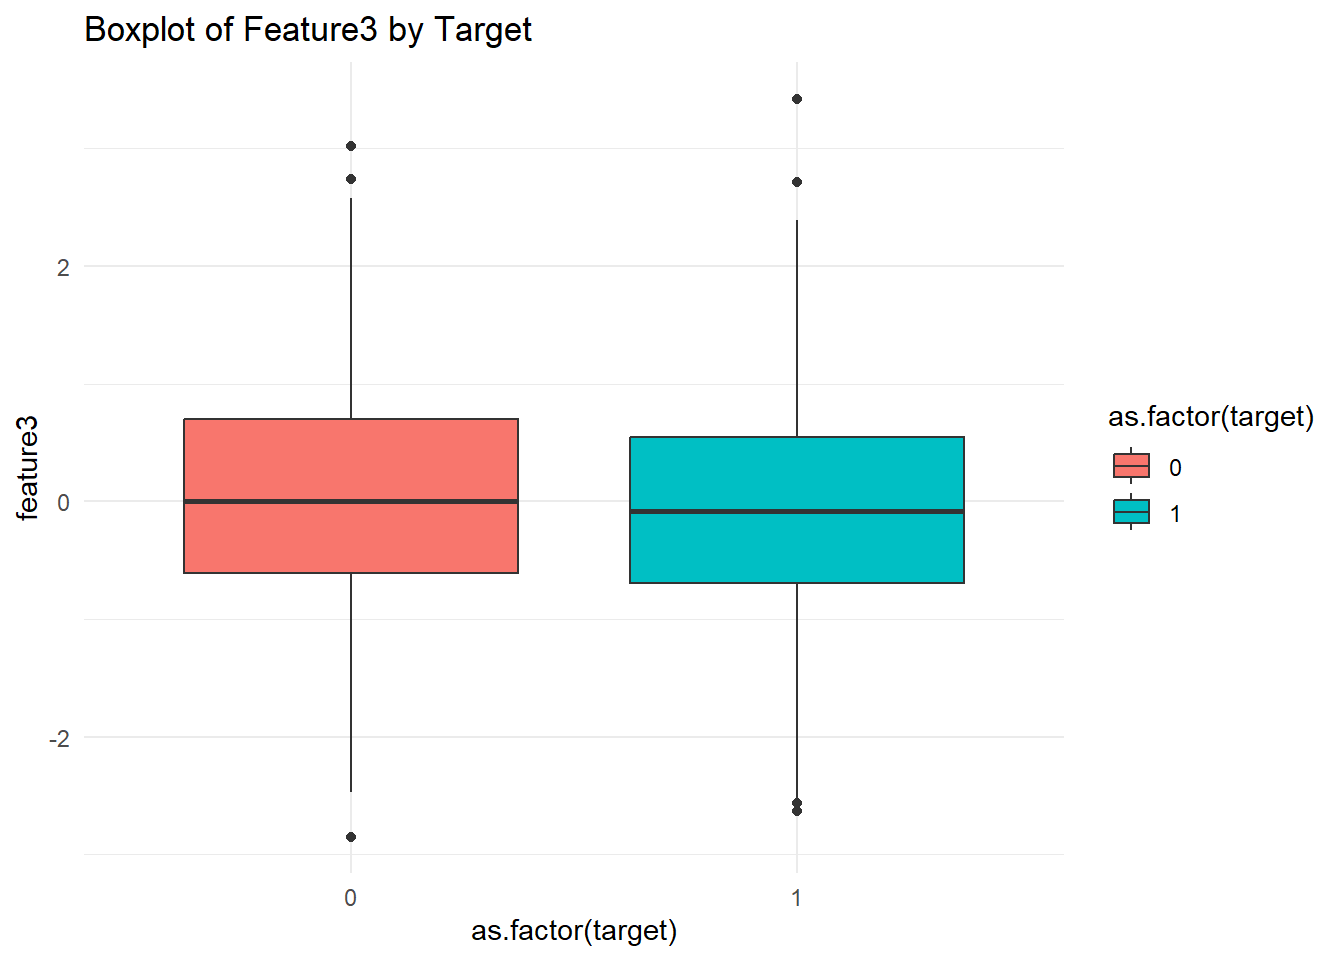 Boxplot of Feature3 by Target
feature3
2
0
-2
0
1
as.factor(target)
as.factor(target)
0
1